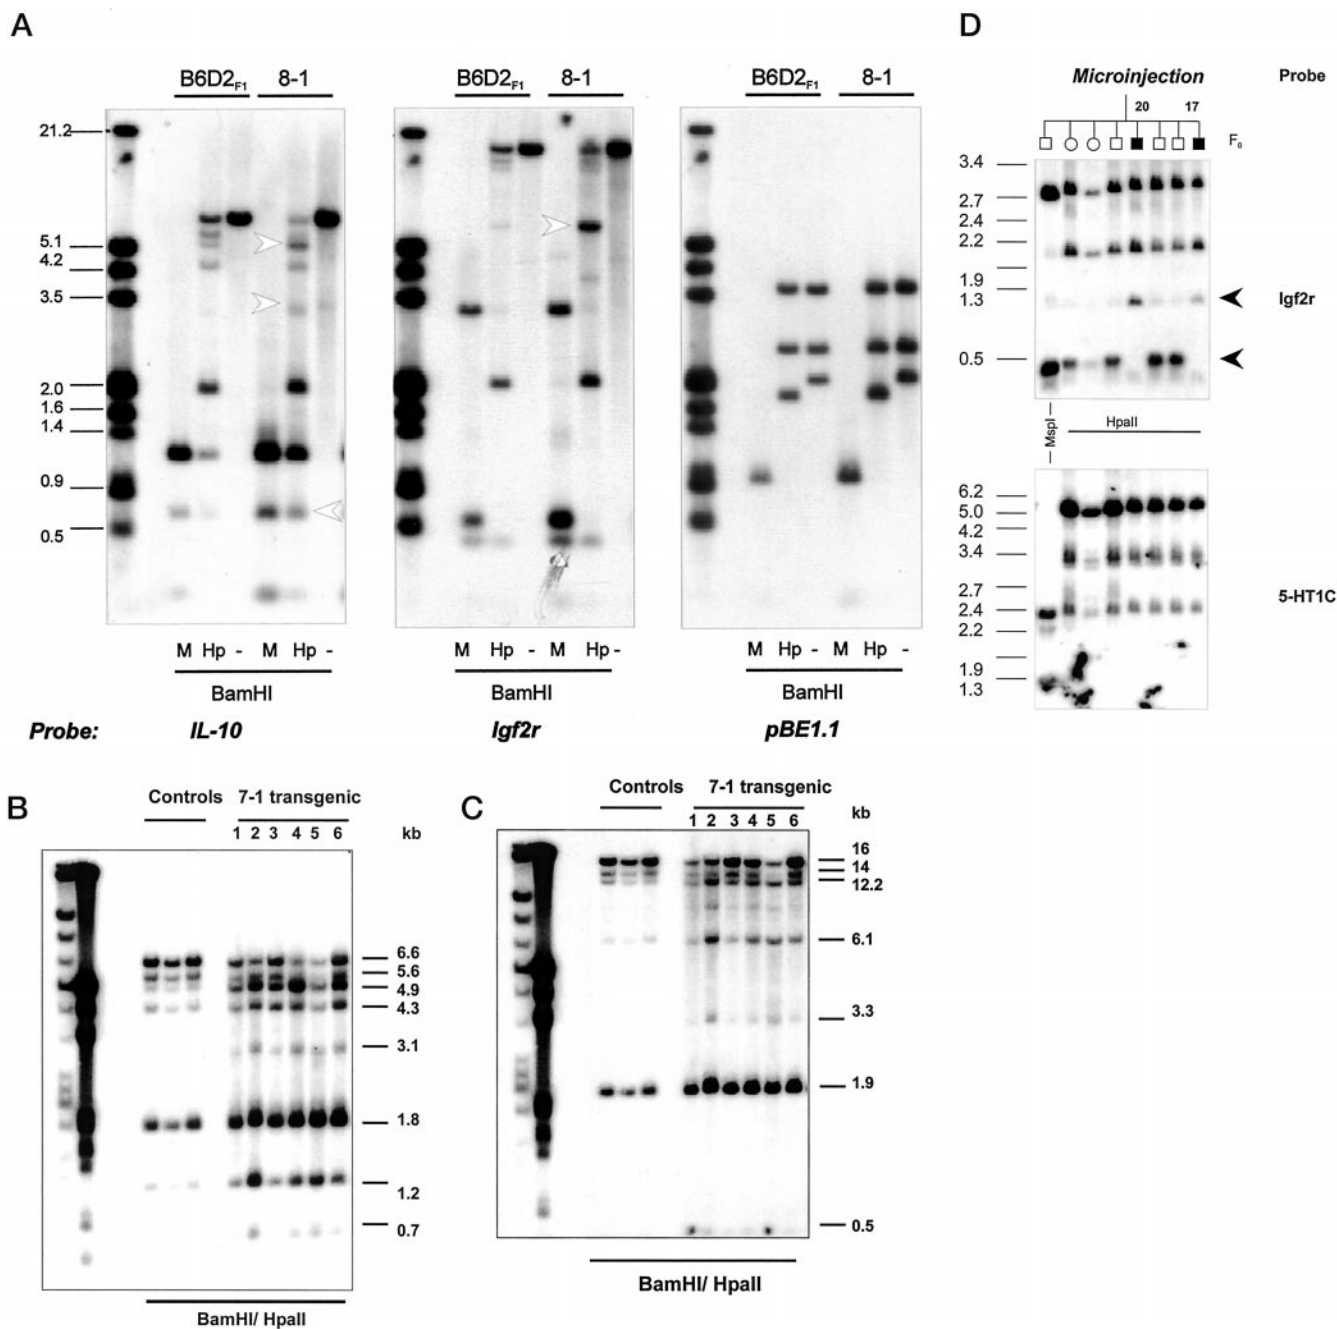 A
B6D2F1 8-1
21.2
5.1
4.2
3.5
2.0
1.6
1.4
0.9
0.5
M Hp - M Hp -
BamHI
B6D2F1 8-1
M Hp - M Hp -
BamHI
B6D2F1 8-1
M Hp - M Hp -
BamHI
Probe: IL-10 Igf2r pBE1.1
D
Microinjection Probe
20 17
F0
3.4
2.7
2.4
2.2
1.9
1.3
0.5
Igf2r
MspI
HpaII
6.2
5.0
4.2
3.4
2.7
2.4
2.2
1.9
1.3
5-HT1C
B
Controls 7-1 transgenic
1 2 3 4 5 6 kb
6.6
5.6
4.9
4.3
3.1
1.8
1.2
0.7
BamHI/ HpaII
C
Controls 7-1 transgenic
1 2 3 4 5 6 kb
16
14
12.2
6.1
3.3
1.9
0.5
BamHI/ HpaII